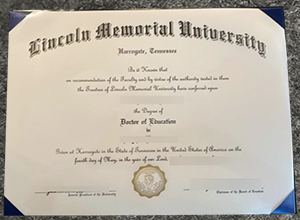 Lincoln Memorial University
Harrogate, Tennessee
Be it Known that
on recommendation of the Faculty and by virtue of the authority vested in them
the Trustees of Lincoln Memorial University have conferred upon
the Degree of
Doctor of Education
in
Given at Harrogate in the State of Tennessee in the United States of America on the
fourth day of May, in the year of our Lord,